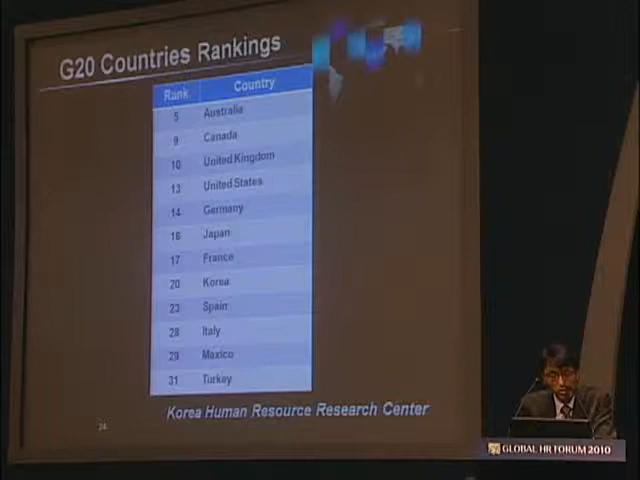 G20 Countries Rankings
Rank Country
5 Australia
9 Canada
10 United Kingdom
13 United States
14 Germany
16 Japan
17 France
20 Korea
23 Spain
28 Italy
29 Mexico
31 Turkey
24 Korea Human Resource Research Center
GLOBAL HR FORUM 2010